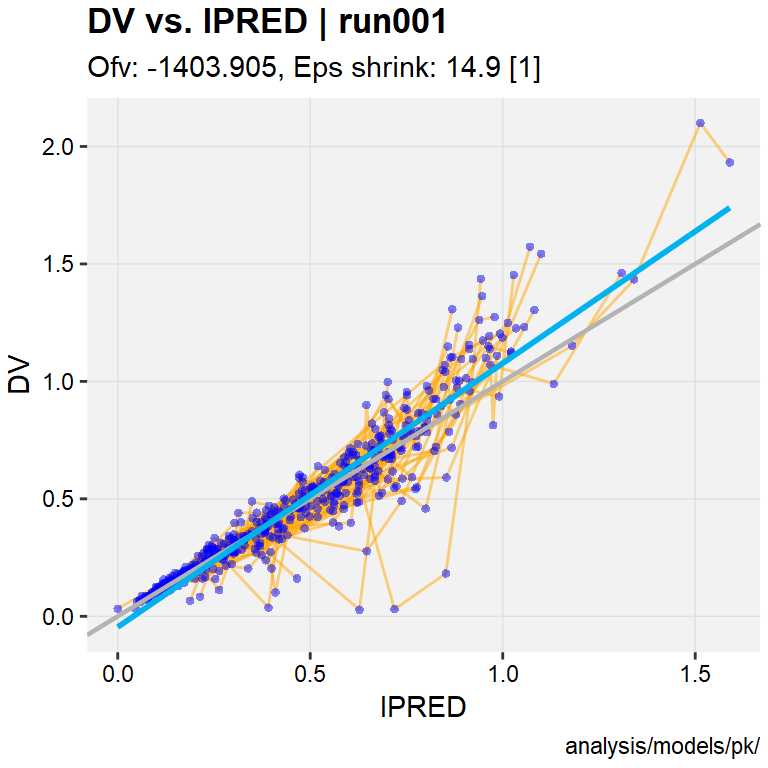 DV vs. IPRED | run001
Ofv: -1403.905, Eps shrink: 14.9 [1]
2.0
1.5
1.0
0.5
0.0
DV
0.0 0.5 1.0 1.5
IPRED
analysis/models/pk/